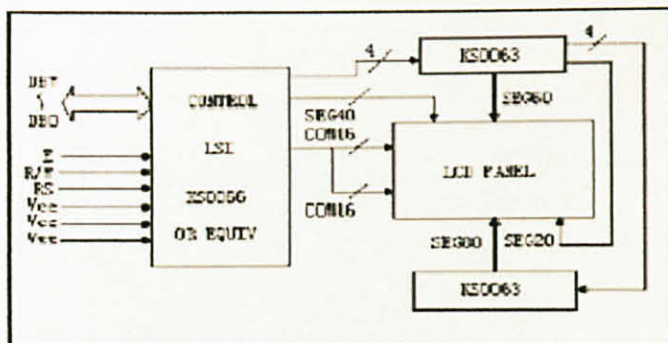 4
KS0063
4
DB7
DB0
CONTROL
LSI
KS0066
OR EQUIV
SEG40
COM16
SEG60
E
R/W
RS
Vcc
Vcc
Vee
LCD PANEL
COM16
SEG80
SEG20
KS0063